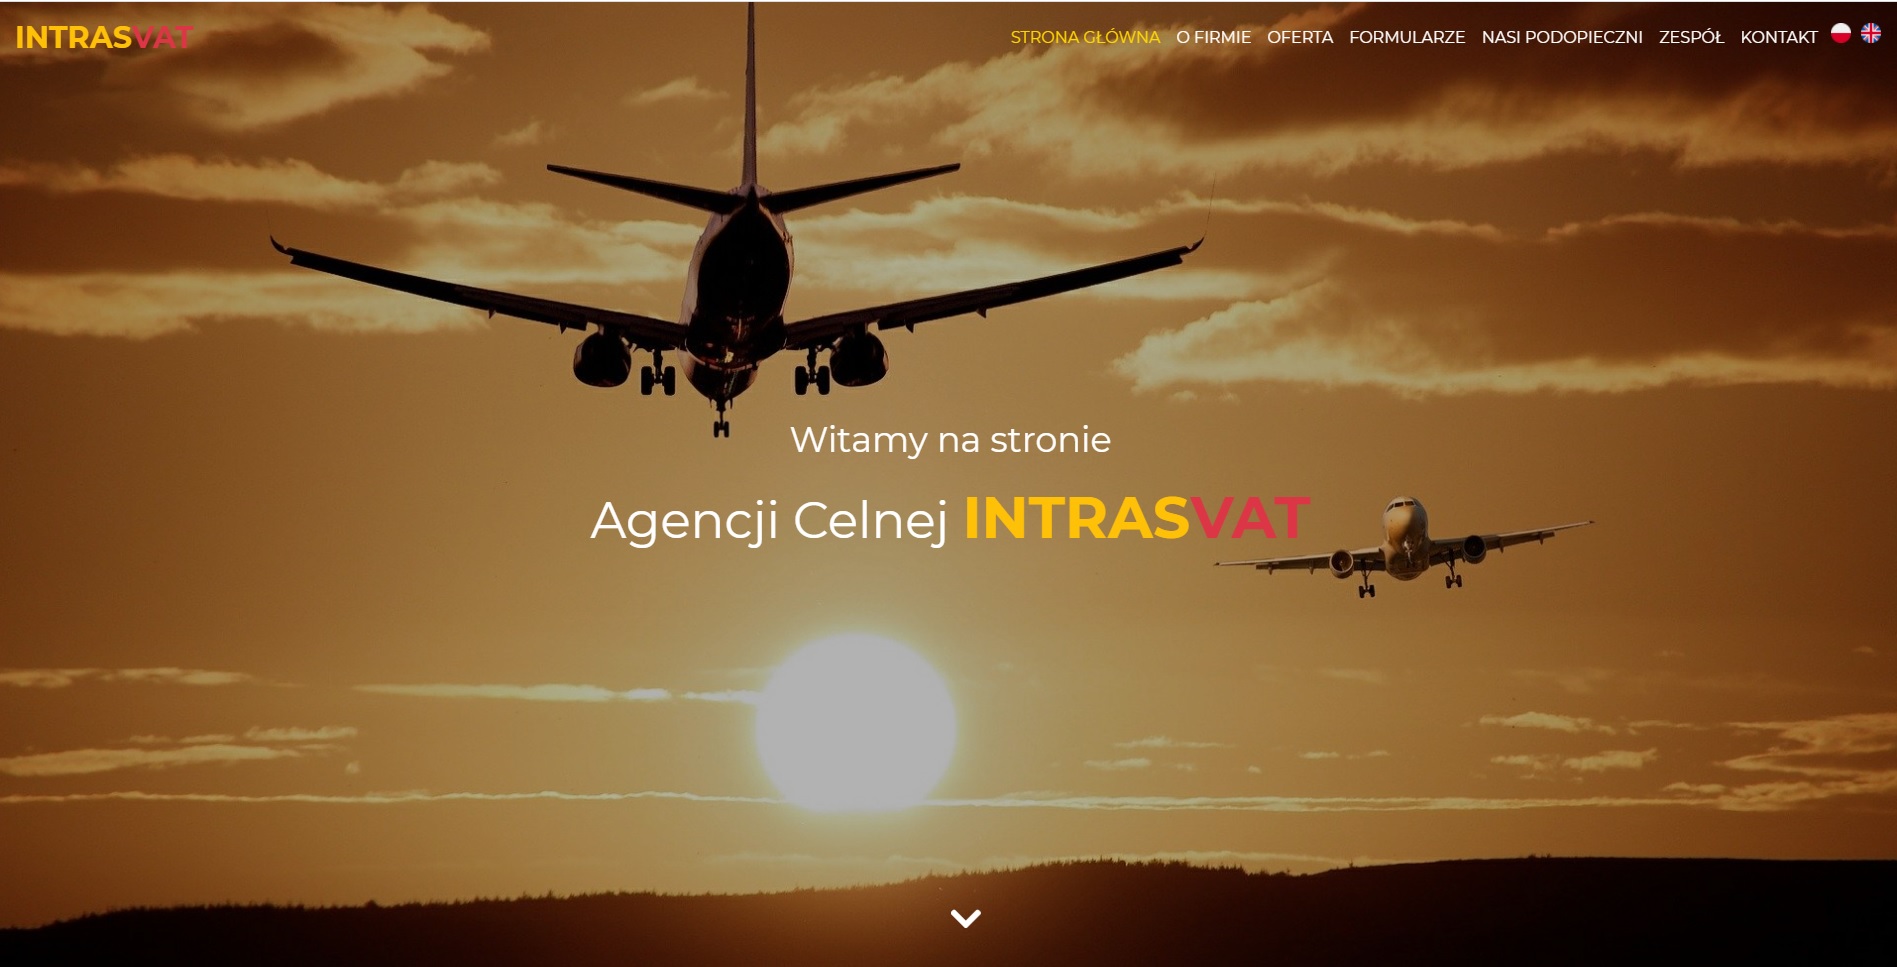 INTRASVAT
STRONA GŁÓWNA O FIRMIE OFERTA FORMULARZE NASI PODOPIECZNI ZESPÓŁ KONTAKT
Witamy na stronie
Agencji Celnej INTRASVAT